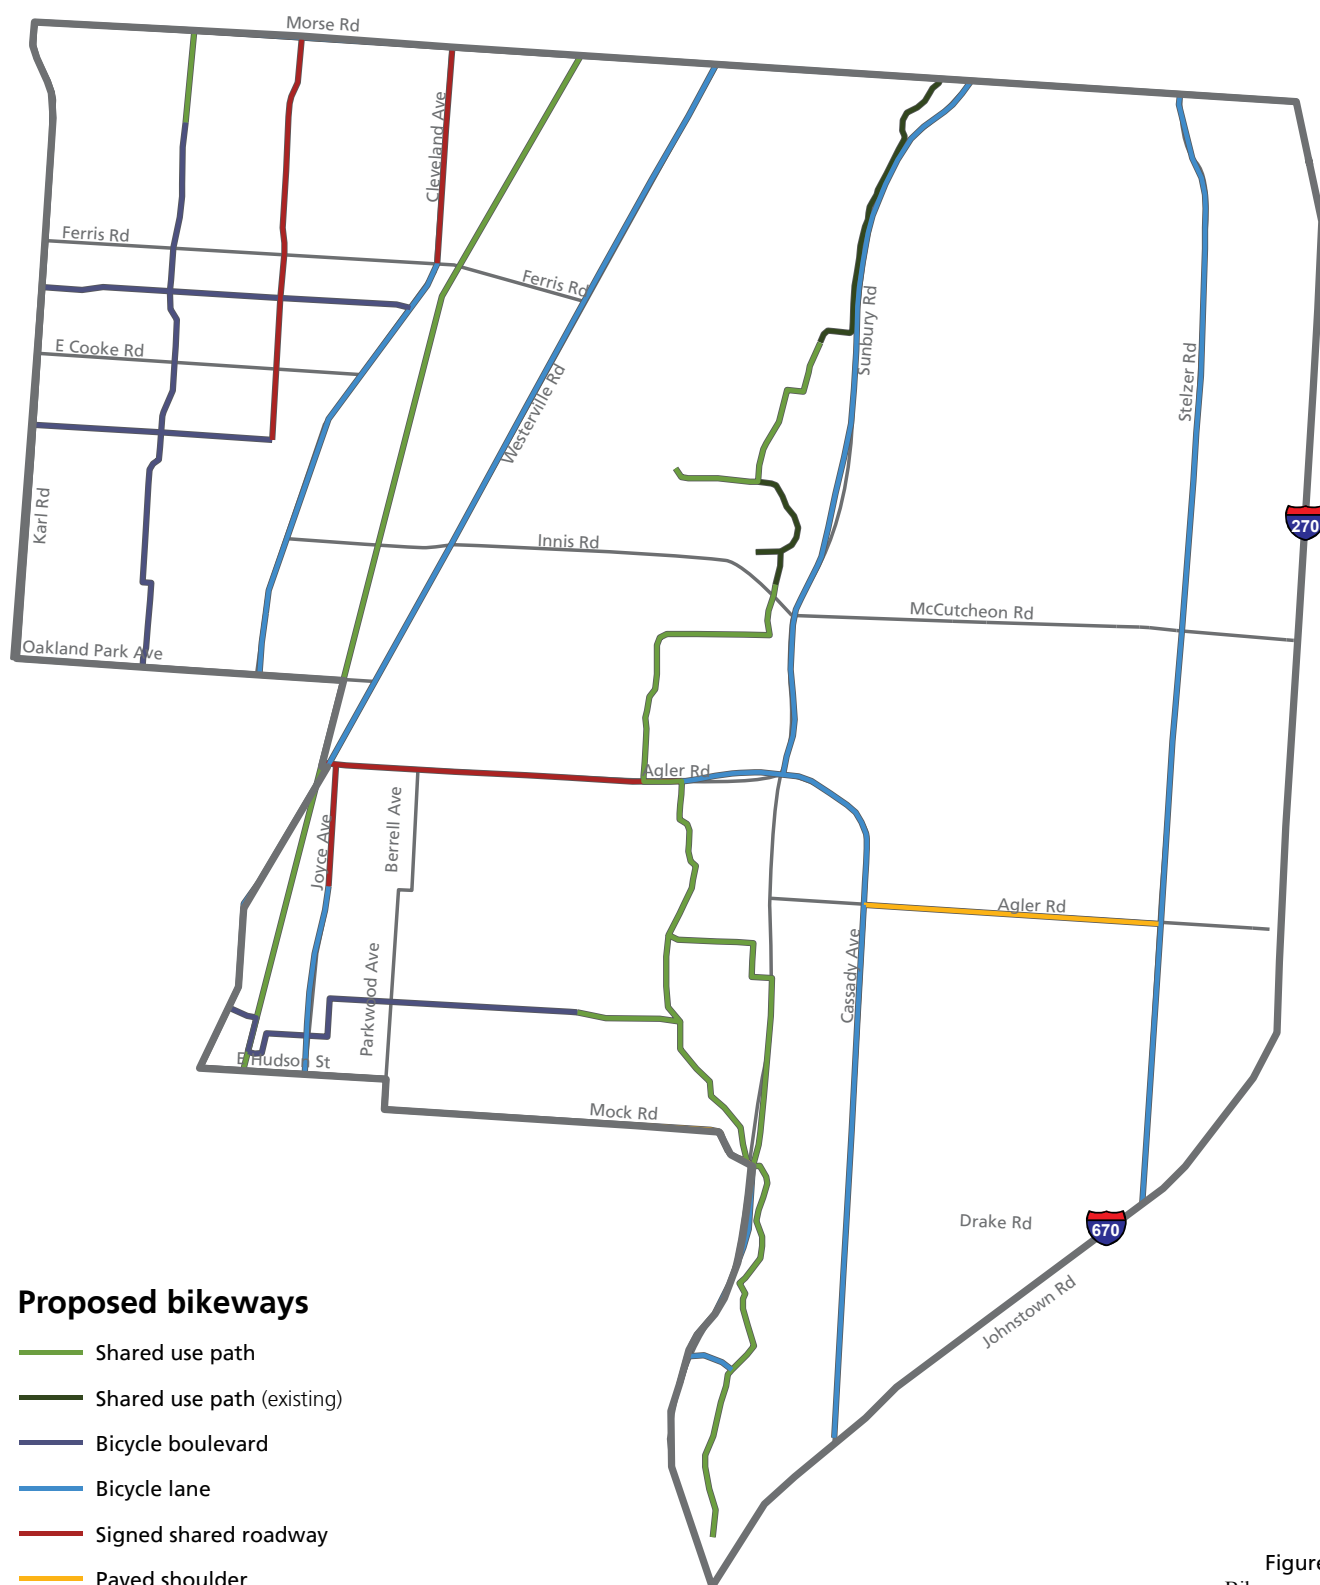 Morse Rd
Cleveland Ave
Ferris Rd
Ferris Rd
Sunbury Rd
E Cooke Rd
Westerville Rd
Stelzer Rd
Karl Rd
270
Innis Rd
McCutcheon Rd
Oakland Park Ave
Agler Rd
Joyce Ave
Berrell Ave
Agler Rd
Cassady Ave
Parkwood Ave
E Hudson St
Mock Rd
Drake Rd
670
Johnstown Rd
Proposed bikeways
Shared use path
Shared use path (existing)
Bicycle boulevard
Bicycle lane
Signed shared roadway
Paved shoulder
Figure